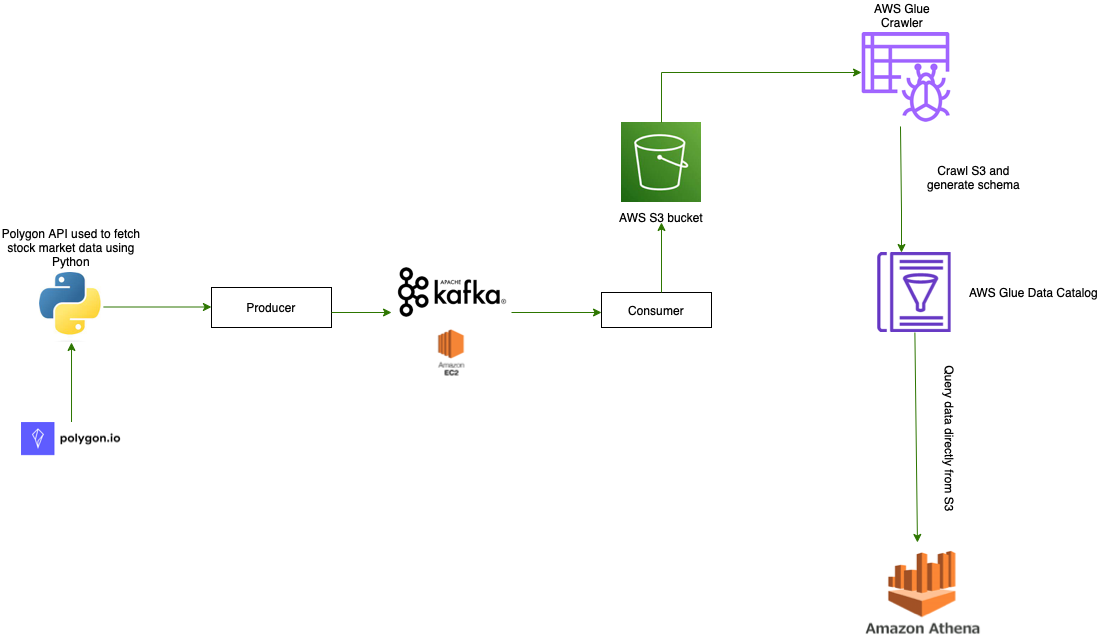 AWS Glue
Crawler
Crawl S3 and
generate schema
AWS S3 bucket
Polygon API used to fetch
stock market data using
Python
Producer
APACHE
kafka®
Consumer
AWS Glue Data Catalog
Amazon
EC2
polygon.io
Query data directly from S3
Amazon Athena